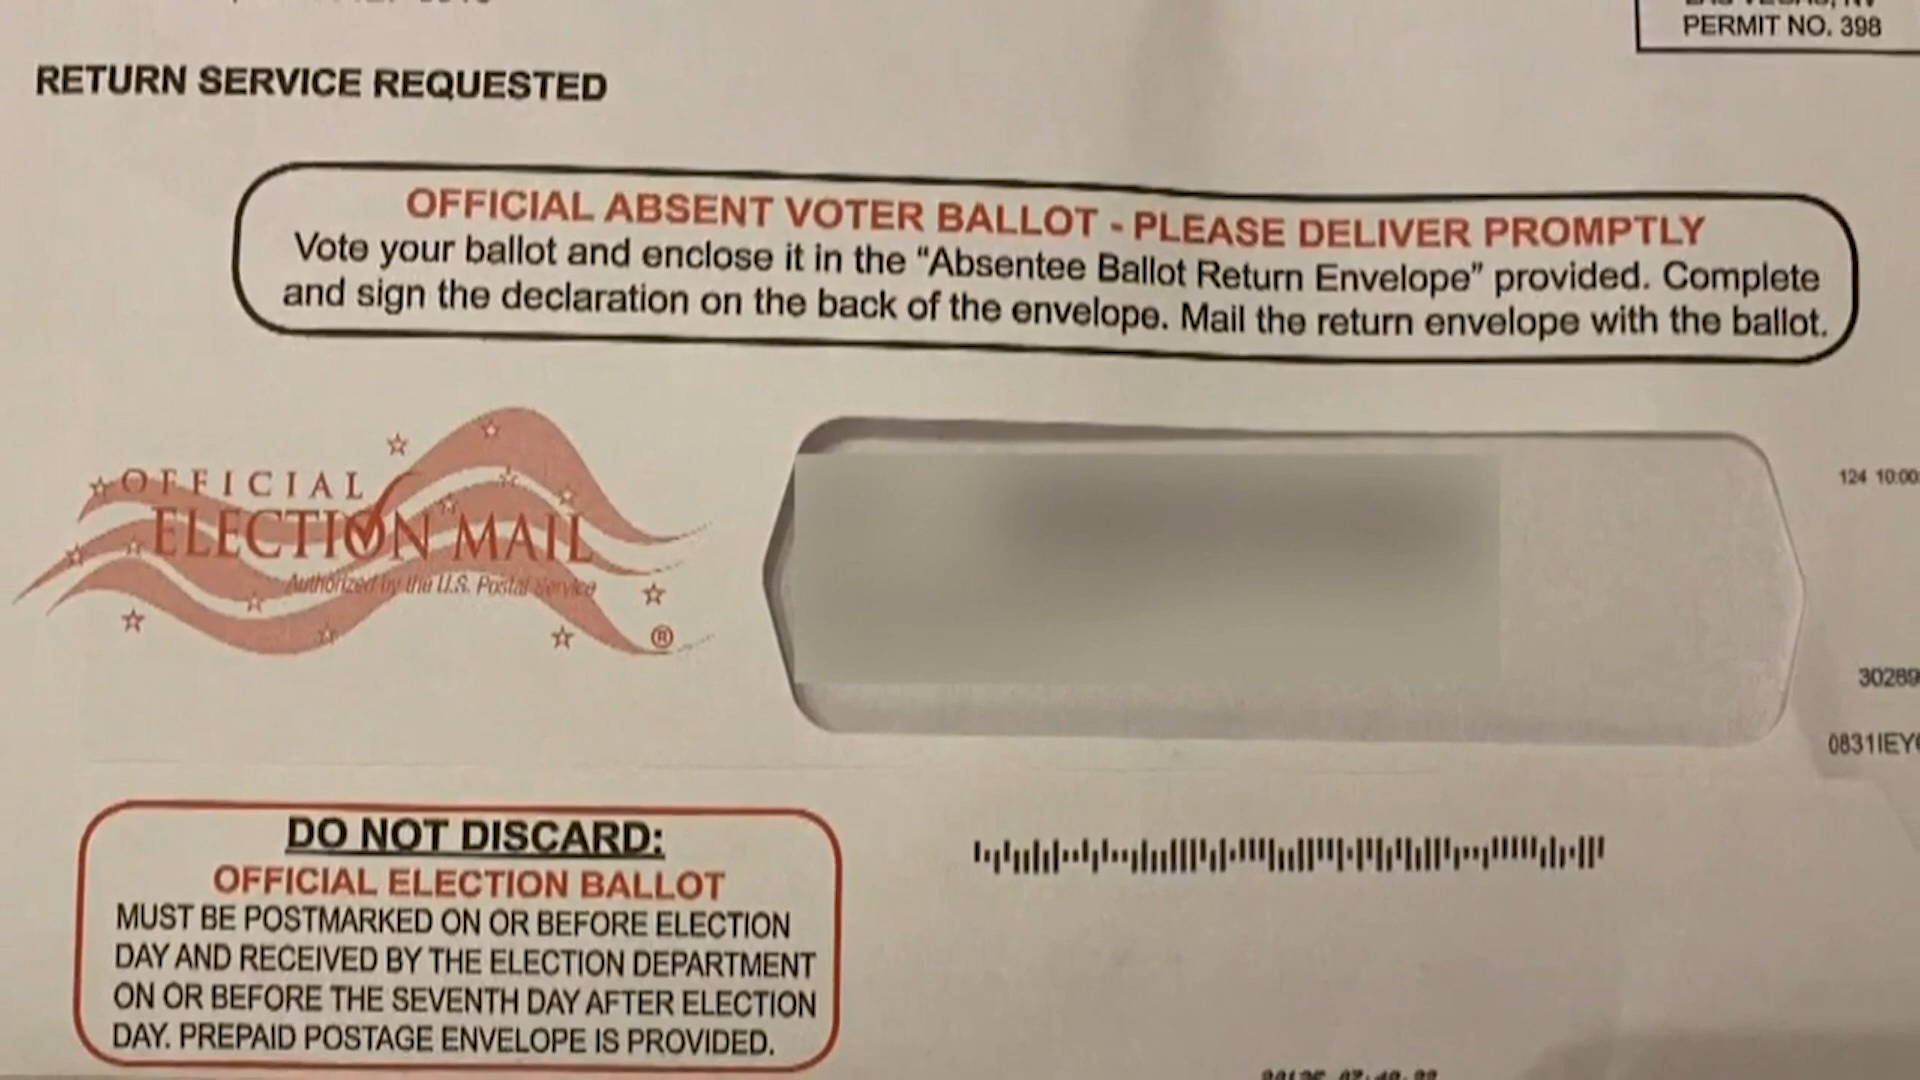 PERMIT NO. 398
RETURN SERVICE REQUESTED
OFFICIAL ABSENT VOTER BALLOT - PLEASE DELIVER PROMPTLY
Vote your ballot and enclose it in the “Absentee Ballot Return Envelope” provided. Complete
and sign the declaration on the back of the envelope. Mail the return envelope with the ballot.
OFFICIAL
ELECTION MAIL
Authorized by the U.S. Postal Service
®
124 10:00
30289
0831IEY
DO NOT DISCARD:
OFFICIAL ELECTION BALLOT
MUST BE POSTMARKED ON OR BEFORE ELECTION
DAY AND RECEIVED BY THE ELECTION DEPARTMENT
ON OR BEFORE THE SEVENTH DAY AFTER ELECTION
DAY. PREPAID POSTAGE ENVELOPE IS PROVIDED.